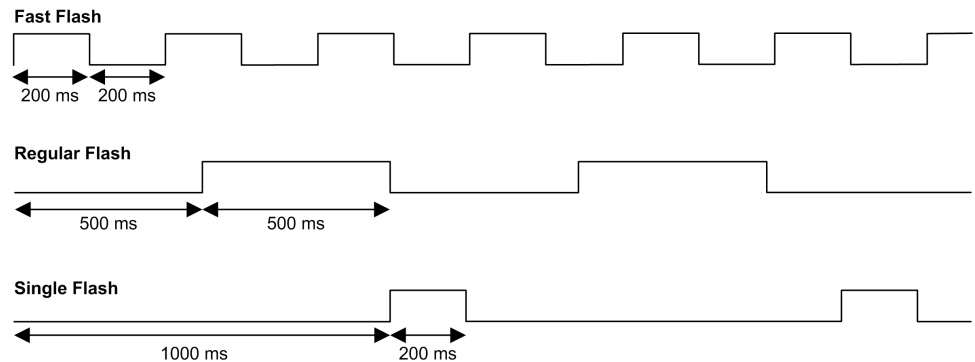 Fast Flash
200 ms 200 ms
Regular Flash
500 ms 500 ms
Single Flash
1000 ms 200 ms